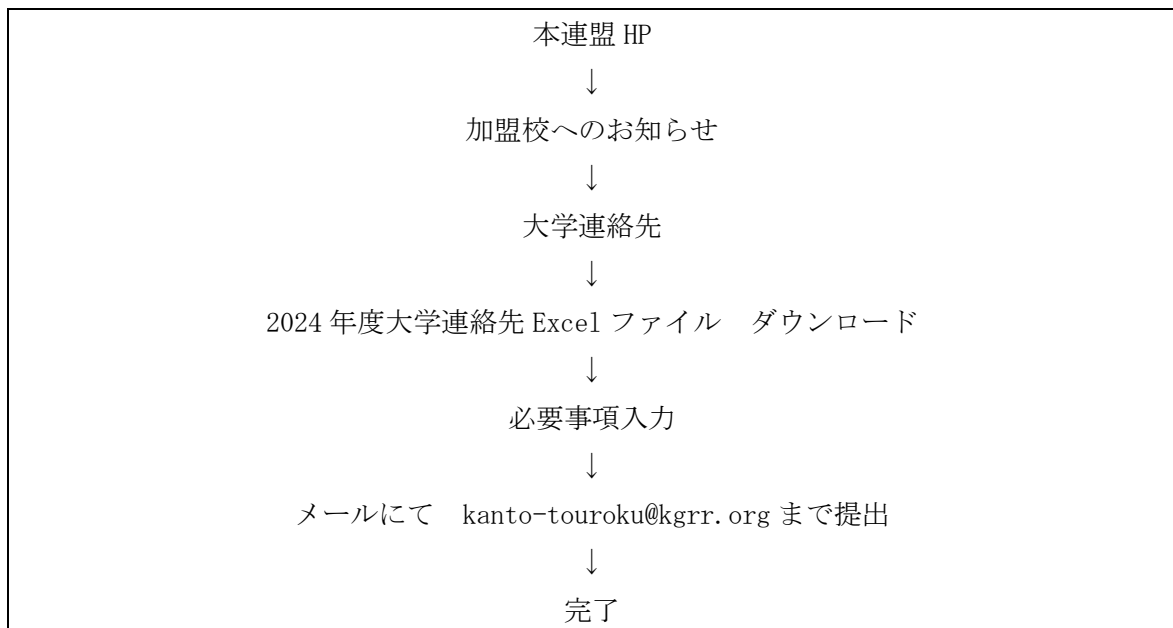 本連盟 HP
↓
加盟校へのお知らせ
↓
大学連絡先
↓
2024 年度大学連絡先 Excel ファイル　ダウンロード
↓
必要事項入力
↓
メールにて　kanto-touroku@kgrr.org まで提出
↓
完了